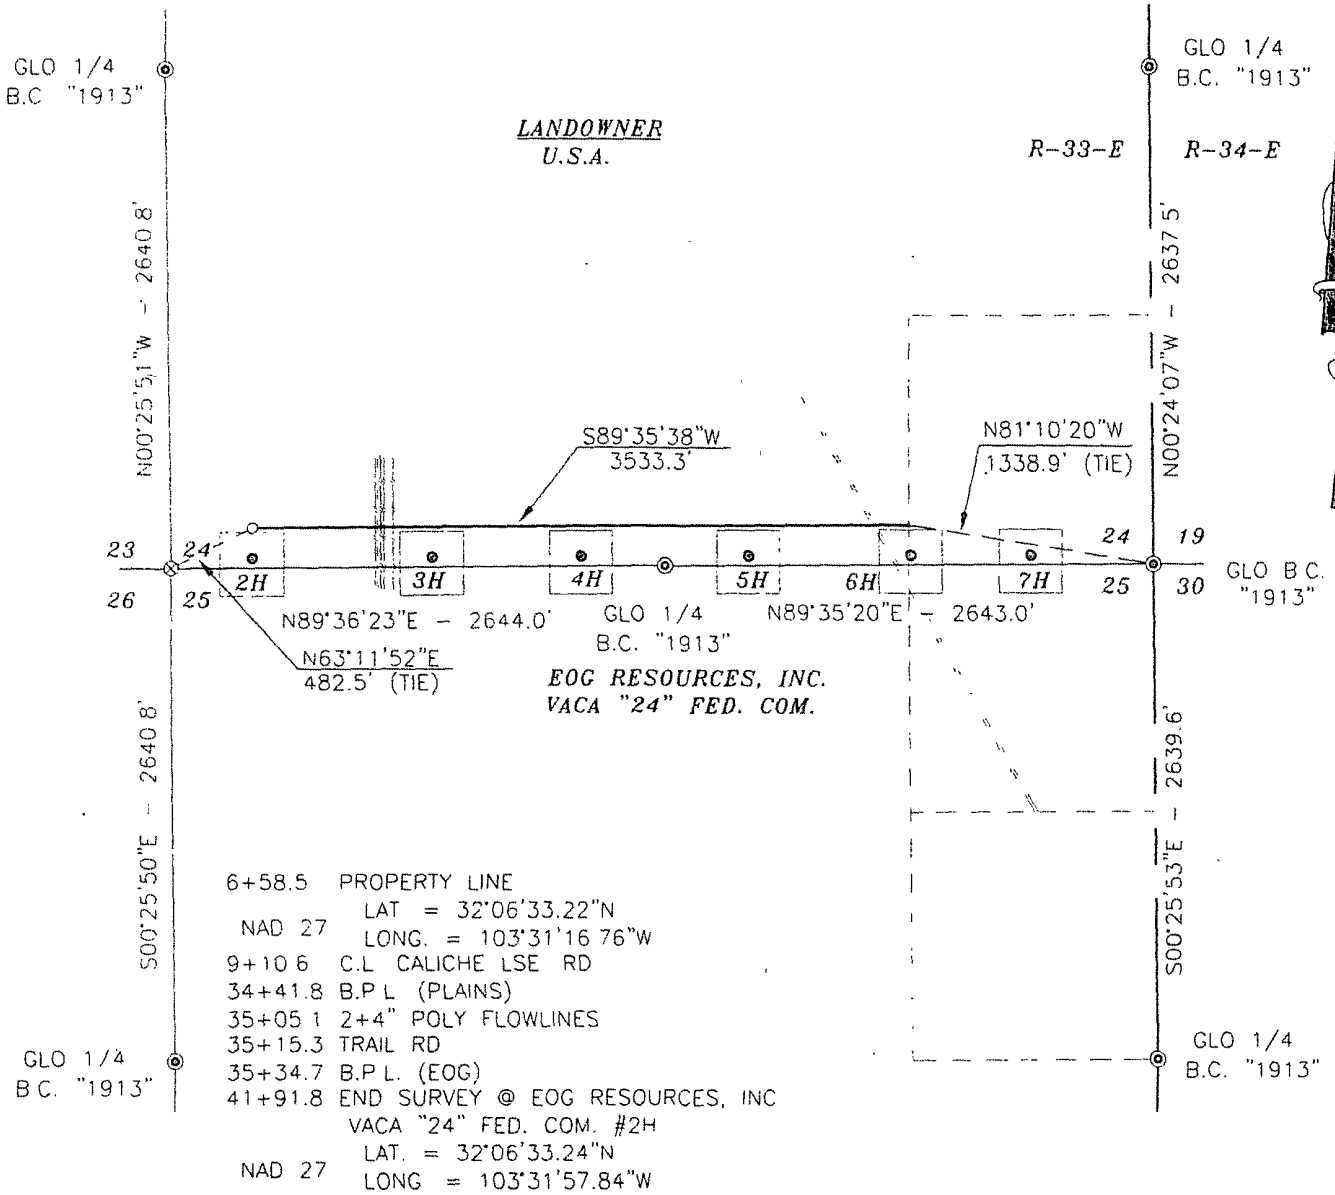 GLO 1/4
B.C "1913"
GLO 1/4
B.C. "1913"
LANDOWNER
U.S.A.
R-33-E
R-34-E
N00°25'51"W - 2640 8'
N00°24'07"W - 2637 5'
S89°35'38"W
3533.3'
N81°10'20"W
1338.9' (TIE)
23
24
24
19
2H
3H
4H
5H
6H
7H
26
25
25
30
GLO B C.
"1913"
N89°36'23"E - 2644.0'
GLO 1/4
B.C. "1913"
N89°35'20"E - 2643.0'
N63°11'52"E
482.5' (TIE)
EOG RESOURCES, INC.
VACA "24" FED. COM.
S00°25'50"E - 2640 8'
S00°25'53"E - 2639.6'
6+58.5 PROPERTY LINE
LAT = 32°06'33.22"N
NAD 27
LONG. = 103°31'16 76"W
9+10 6 C.L CALICHE LSE RD
34+41.8 B.P L (PLAINS)
35+05 1 2+4" POLY FLOWLINES
35+15.3 TRAIL RD
35+34.7 B.P L. (EOG)
41+91.8 END SURVEY @ EOG RESOURCES, INC
VACA "24" FED. COM. #2H
LAT. = 32°06'33.24"N
NAD 27
LONG = 103°31'57.84"W
GLO 1/4
B C. "1913"
GLO 1/4
B.C. "1913"